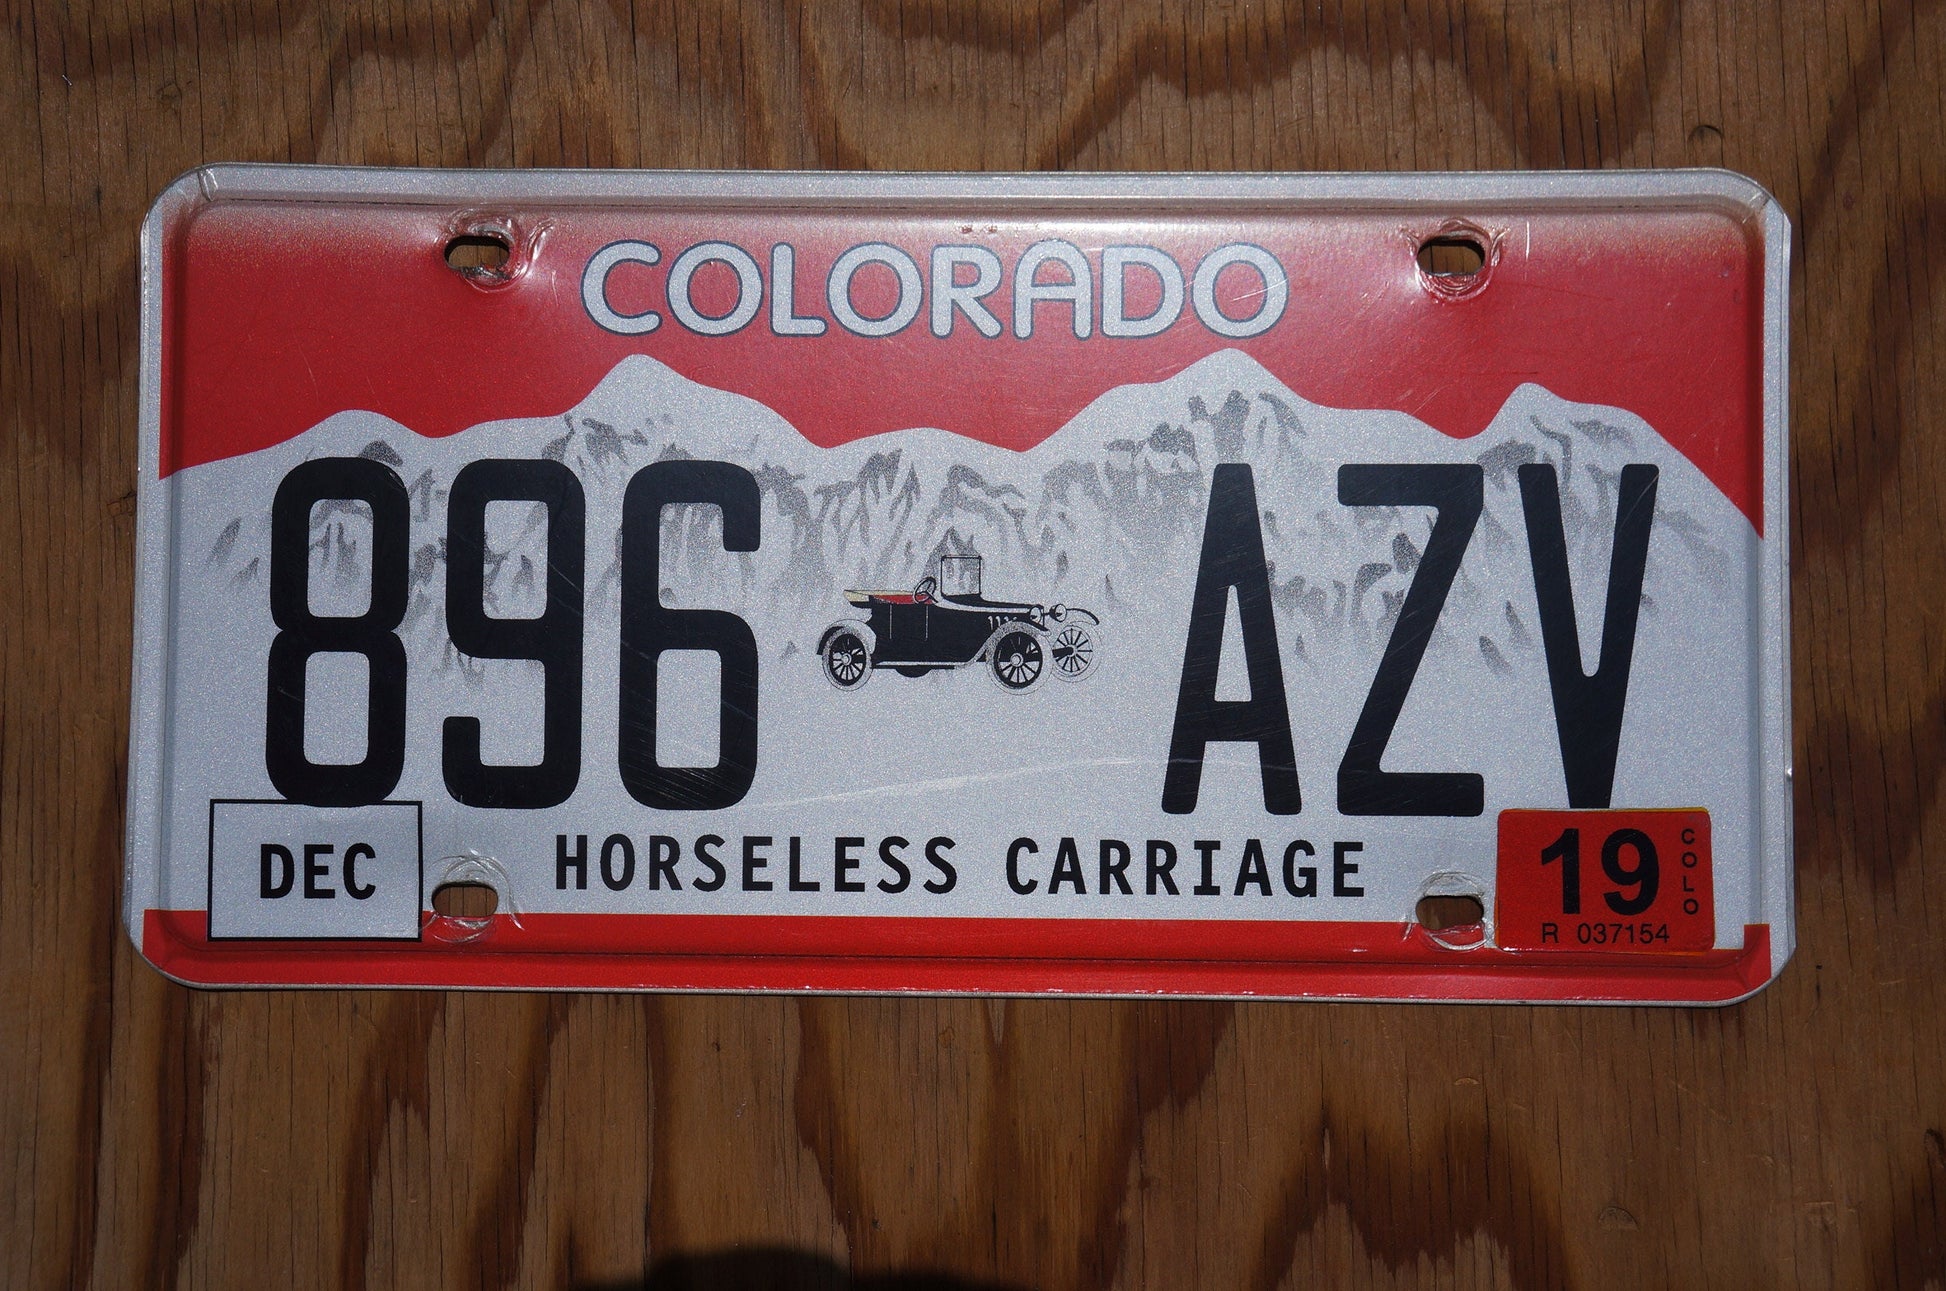 COLORADO
896 AZV
DEC
HORSELESS CARRIAGE
19
COLO
R 037154